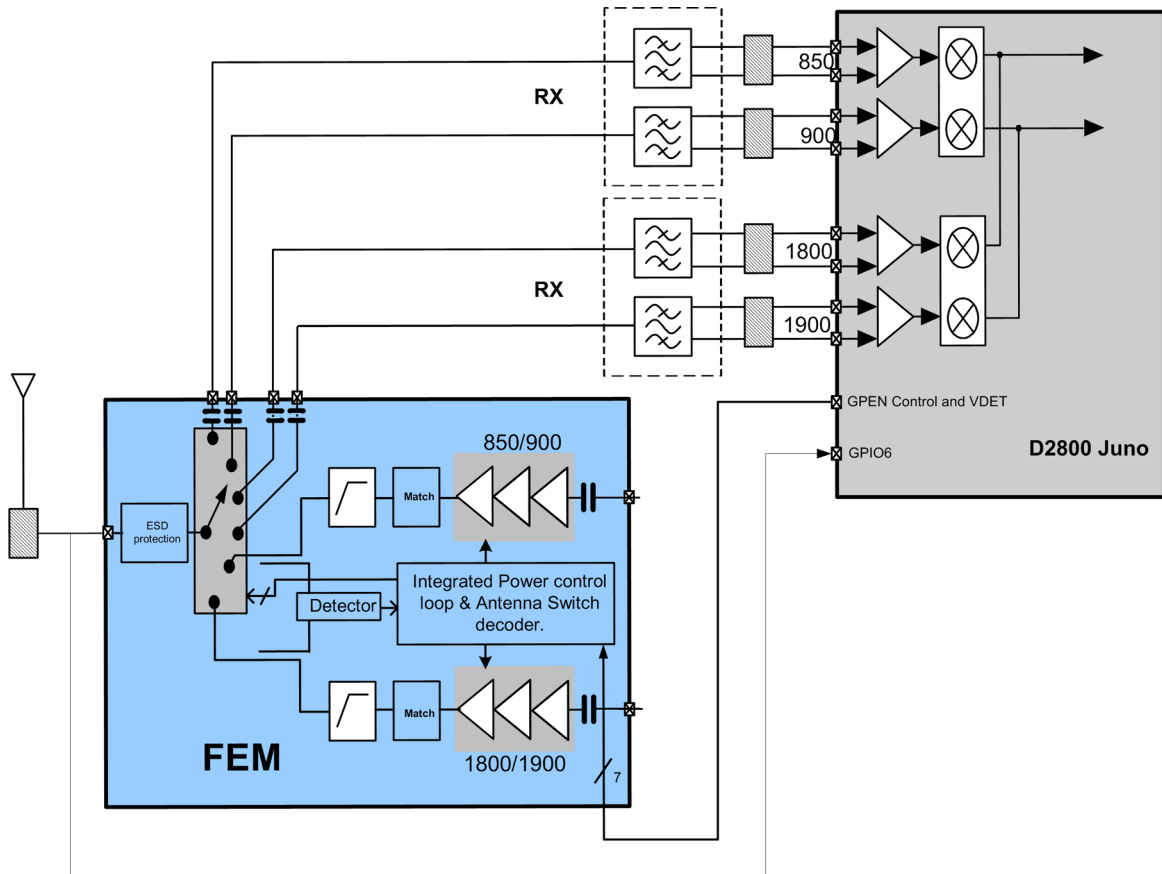 850
RX
900
1800
RX
1900
GPEN Control and VDET
D2800 Juno
GPIO6
850/900
Match
ESD
protection
Integrated Power control
loop & Antenna Switch
decoder.
Detector
Match
FEM
1800/1900
7